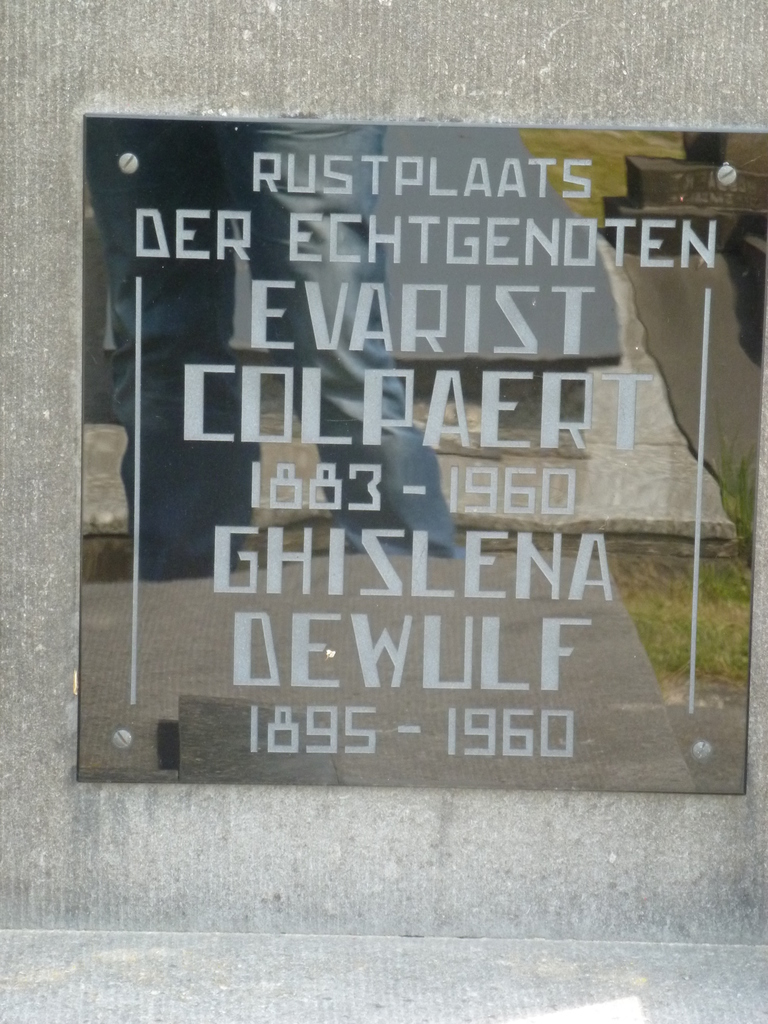 RUSTPLAATS
DER ECHTGENOTEN
EVARIST
COLPAERT
1883 - 1960
GHISLENA
DEWULF
1895 - 1960